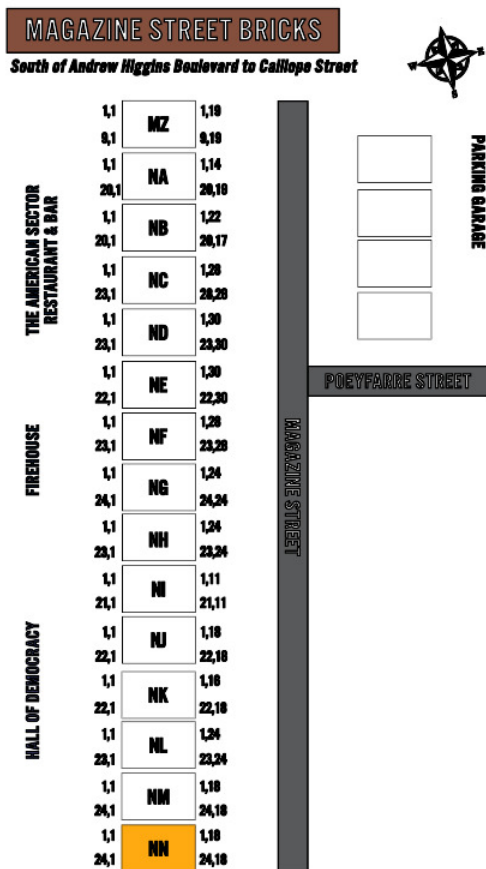 MAGAZINE STREET BRICKS
South of Andrew Higgins Boulevard to Calliope Street
1,1 MZ 1,19
9,1 9,19
1,1 NA 1,14
20,1 20,18
1,1 NB 1,22
20,1 20,17
1,1 NC 1,28
23,1 28,28
1,1 ND 1,30
23,1 23,30
1,1 NE 1,30
22,1 22,30
1,1 NF 1,28
23,1 23,28
1,1 NG 1,24
24,1 24,24
1,1 NH 1,24
23,1 23,24
1,1 NI 1,11
21,1 21,11
1,1 NJ 1,18
22,1 22,18
1,1 NK 1,16
22,1 22,18
1,1 NL 1,24
23,1 23,24
1,1 NM 1,18
24,1 24,18
1,1 NN 1,18
24,1 24,18
THE AMERICAN SECTOR
RESTAURANT & BAR
FIREHOUSE
HALL OF DEMOCRACY
MAGAZINE STREET
POEYFARRE STREET
PARKING GARAGE